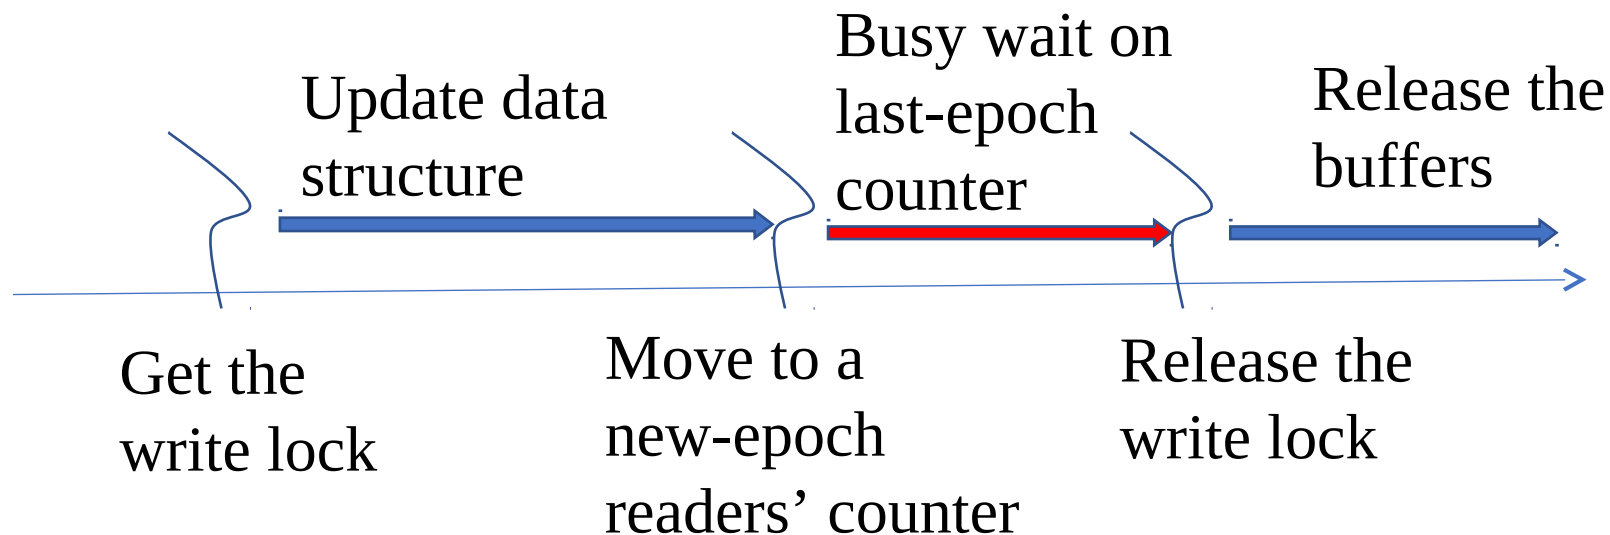 Update data
structure
Busy wait on
last-epoch
counter
Release the
buffers
Get the
write lock
Move to a
new-epoch
readers’ counter
Release the
write lock